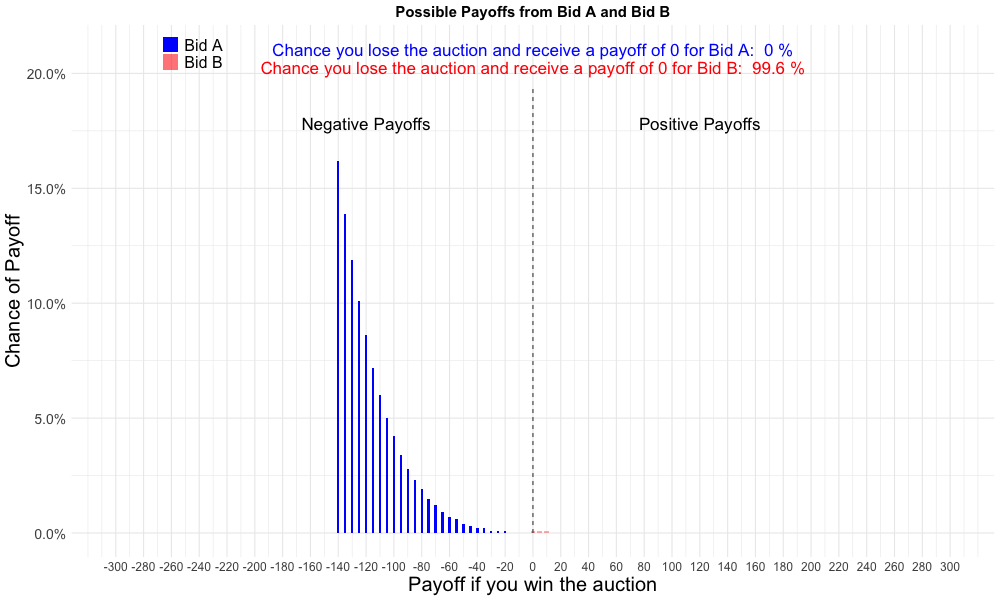 Possible Payoffs from Bid A and Bid B
Bid A
Bid B
Chance you lose the auction and receive a payoff of 0 for Bid A:  0 %
Chance you lose the auction and receive a payoff of 0 for Bid B:  99.6 %
Negative Payoffs
Positive Payoffs
Chance of Payoff
20.0%
15.0%
10.0%
5.0%
0.0%
-300 -280 -260 -240 -220 -200 -180 -160 -140 -120 -100 -80 -60 -40 -20 0 20 40 60 80 100 120 140 160 180 200 220 240 260 280 300
Payoff if you win the auction